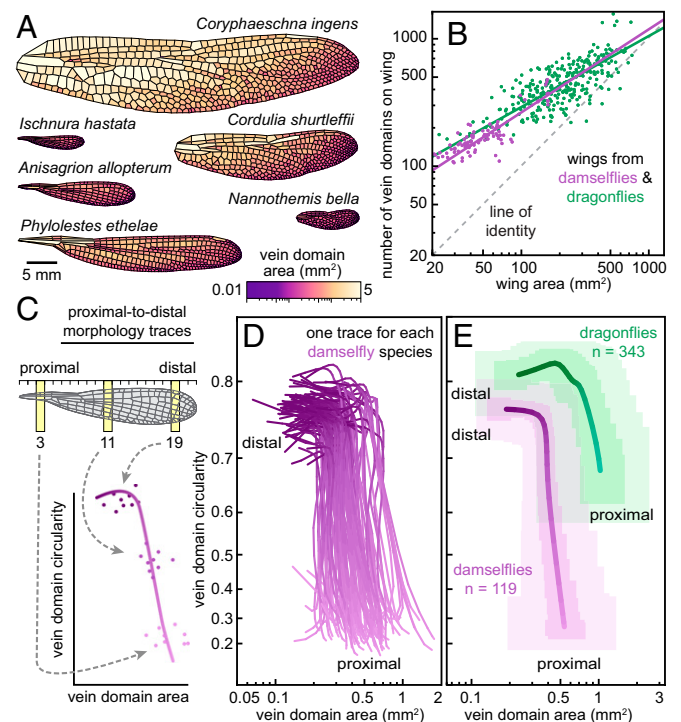 A
Coryphaeschna ingens
Ischnura hastata
Cordulia shurtleffii
Anisagrion allopterum
Nannothemis bella
Phylolestes ethelae
5 mm
vein domain
area (mm²)
0.01
5
B
number of vein domains on wing
1000
500
100
50
20
wings from
damselflies &
dragonflies
line of
identity
20
50
100
500
1000
wing area (mm²)
C
proximal-to-distal
morphology traces
proximal
distal
3
11
19
vein domain circularity
vein domain area
D
one trace for each
damselfly species
distal
proximal
vein domain circularity
0.8
0.7
0.6
0.5
0.4
0.3
0.2
0.05
0.1
0.5
1
2
vein domain area (mm²)
E
dragonflies
n = 343
distal
distal
proximal
damselflies
n = 119
proximal
0.1
0.5
1
3
vein domain area (mm²)